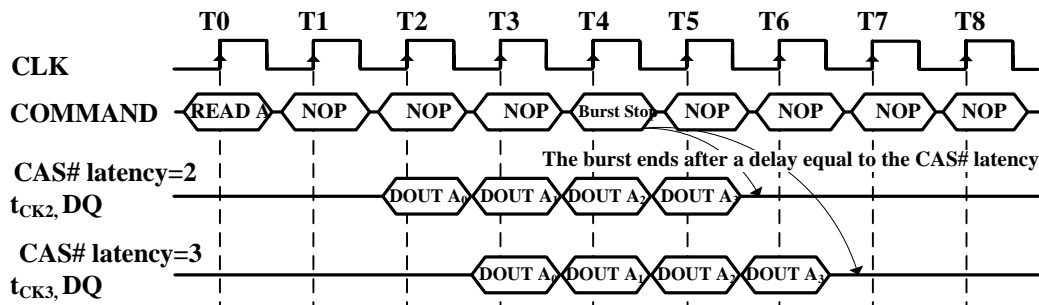 T0 T1 T2 T3 T4 T5 T6 T7 T8
CLK
COMMAND READ A NOP NOP NOP Burst Stop NOP NOP NOP NOP
The burst ends after a delay equal to the CAS# latency
CAS# latency=2
tCK2, DQ DOUT A0 DOUT A1 DOUT A2 DOUT A3
CAS# latency=3
tCK3, DQ DOUT A0 DOUT A1 DOUT A2 DOUT A3